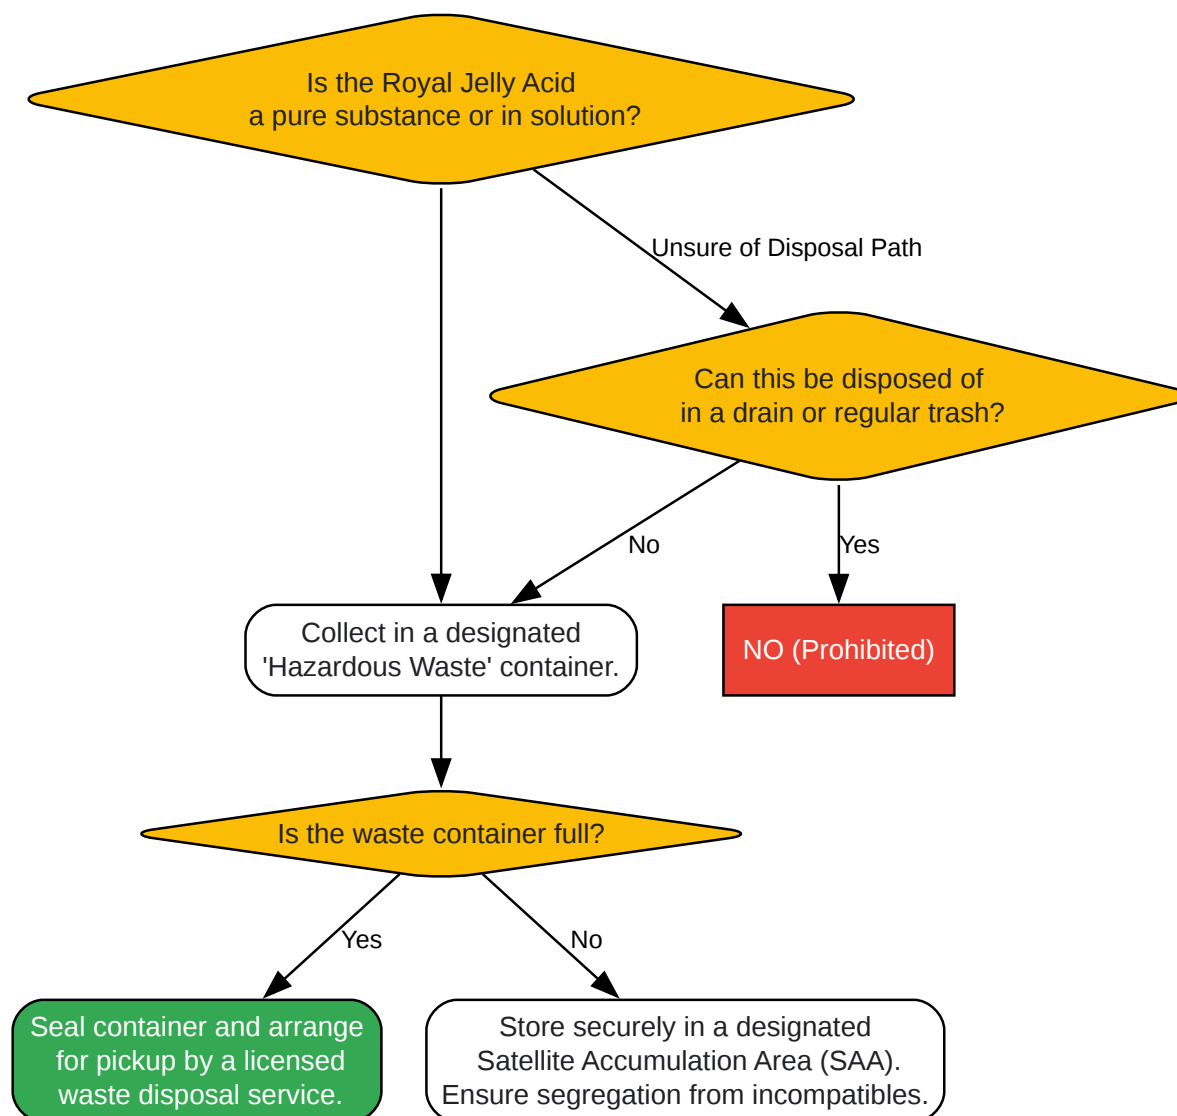 Is the Royal Jelly Acid
a pure substance or in solution?
Unsure of Disposal Path
Can this be disposed of
in a drain or regular trash?
No
Yes
Collect in a designated
'Hazardous Waste' container.
NO (Prohibited)
Is the waste container full?
Yes
No
Seal container and arrange
for pickup by a licensed
waste disposal service.
Store securely in a designated
Satellite Accumulation Area (SAA).
Ensure segregation from incompatibles.